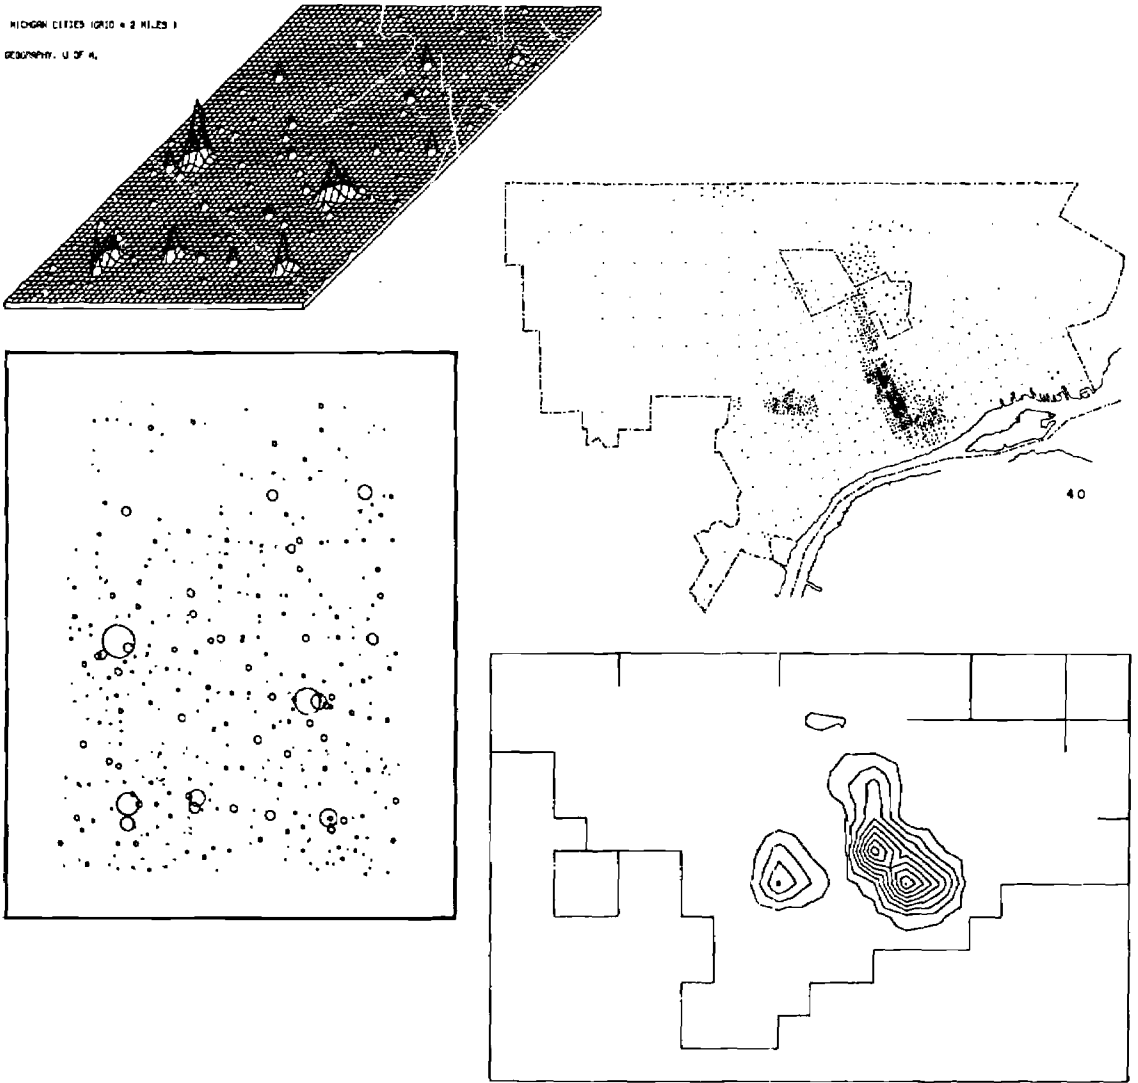 MICHIGAN CITIES (GRID = 2 MILES )
GEOGRAPHY. U OF M.
40